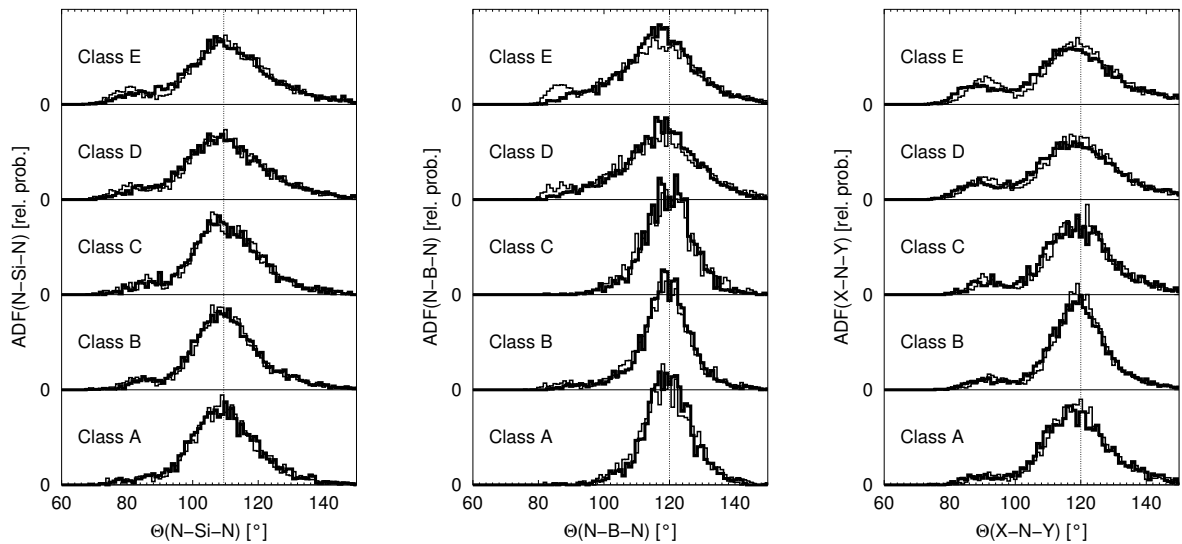 ADF(N−Si−N) [rel. prob.]
Class E
0
Class D
0
Class C
0
Class B
0
Class A
0
60 80 100 120 140
Θ(N−Si−N) [°]
ADF(N−B−N) [rel. prob.]
Class E
0
Class D
0
Class C
0
Class B
0
Class A
0
60 80 100 120 140
Θ(N−B−N) [°]
ADF(X−N−Y) [rel. prob.]
Class E
0
Class D
0
Class C
0
Class B
0
Class A
0
60 80 100 120 140
Θ(X−N−Y) [°]